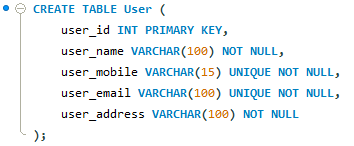 CREATE TABLE User (
user_id INT PRIMARY KEY,
user_name VARCHAR(100) NOT NULL,
user_mobile VARCHAR(15) UNIQUE NOT NULL,
user_email VARCHAR(100) UNIQUE NOT NULL,
user_address VARCHAR(100) NOT NULL
);